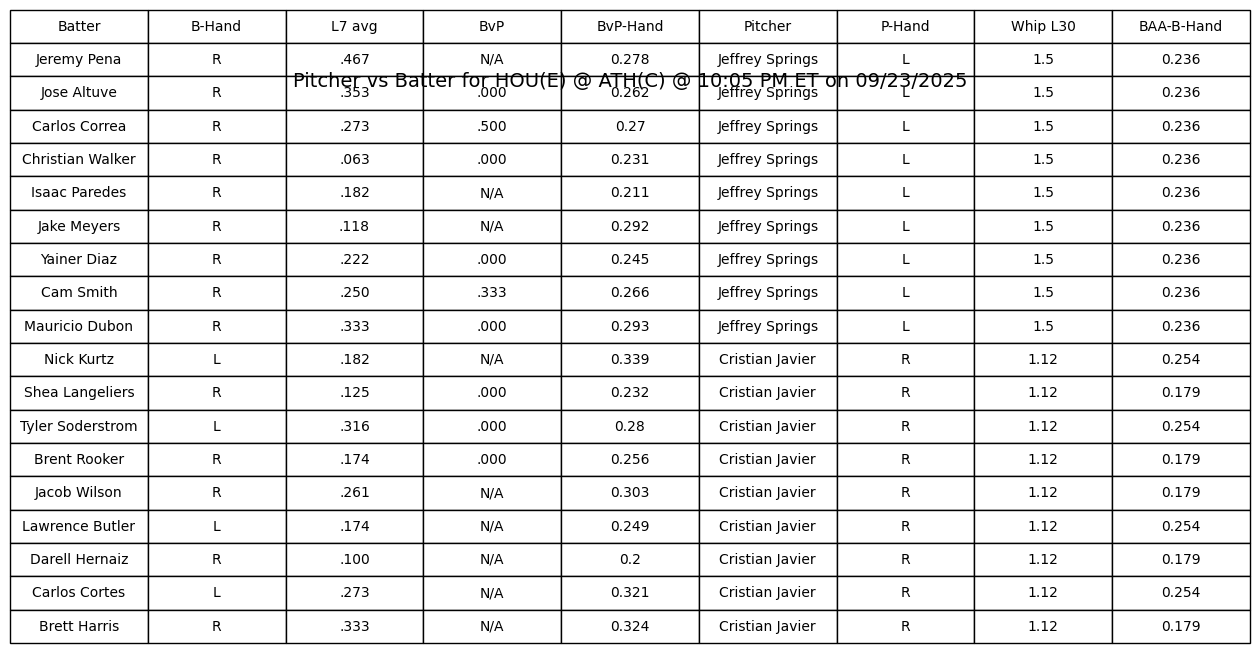 Batter B-Hand L7 avg BvP BvP-Hand Pitcher P-Hand Whip L30 BAA-B-Hand
Jeremy Pena R .467 N/A 0.278 Jeffrey Springs L 1.5 0.236
Pitcher vs Batter for HOU(E) @ ATH(C) @ 10:05 PM ET on 09/23/2025
Jose Altuve R .353 .000 0.262 Jeffrey Springs L 1.5 0.236
Carlos Correa R .273 .500 0.27 Jeffrey Springs L 1.5 0.236
Christian Walker R .063 .000 0.231 Jeffrey Springs L 1.5 0.236
Isaac Paredes R .182 N/A 0.211 Jeffrey Springs L 1.5 0.236
Jake Meyers R .118 N/A 0.292 Jeffrey Springs L 1.5 0.236
Yainer Diaz R .222 .000 0.245 Jeffrey Springs L 1.5 0.236
Cam Smith R .250 .333 0.266 Jeffrey Springs L 1.5 0.236
Mauricio Dubon R .333 .000 0.293 Jeffrey Springs L 1.5 0.236
Nick Kurtz L .182 N/A 0.339 Cristian Javier R 1.12 0.254
Shea Langeliers R .125 .000 0.232 Cristian Javier R 1.12 0.179
Tyler Soderstrom L .316 .000 0.28 Cristian Javier R 1.12 0.254
Brent Rooker R .174 .000 0.256 Cristian Javier R 1.12 0.179
Jacob Wilson R .261 N/A 0.303 Cristian Javier R 1.12 0.179
Lawrence Butler L .174 N/A 0.249 Cristian Javier R 1.12 0.254
Darell Hernaiz R .100 N/A 0.2 Cristian Javier R 1.12 0.179
Carlos Cortes L .273 N/A 0.321 Cristian Javier R 1.12 0.254
Brett Harris R .333 N/A 0.324 Cristian Javier R 1.12 0.179